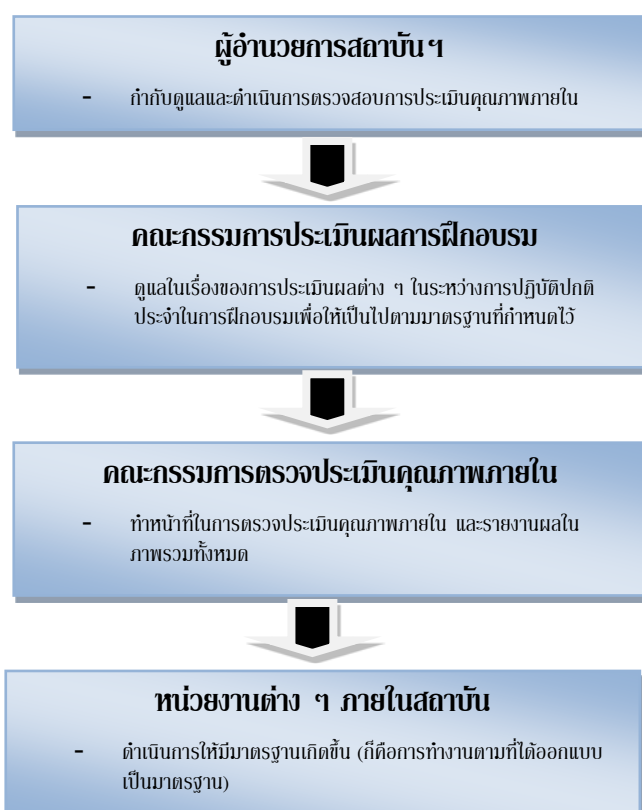 ผู้อำนวยการสถาบันฯ
- กำกับดูแลและดำเนินการตรวจสอบการประเมินคุณภาพภายใน
คณะกรรมการประเมินผลการฝึกอบรม
- ดูแลในเรื่องของการประเมินผลต่าง ๆ ในระหว่างการปฏิบัติปกติ
ประจำในการฝึกอบรมเพื่อให้เป็นไปตามมาตรฐานที่กำหนดไว้
คณะกรรมการตรวจประเมินคุณภาพภายใน
- ทำหน้าที่ในการตรวจประเมินคุณภาพภายใน และรายงานผลใน
ภาพรวมทั้งหมด
หน่วยงานต่าง ๆ ภายในสถาบัน
- ดำเนินการให้มีมาตรฐานเกิดขึ้น (ก็คือการทำงานตามที่ได้ออกแบบ
เป็นมาตรฐาน)